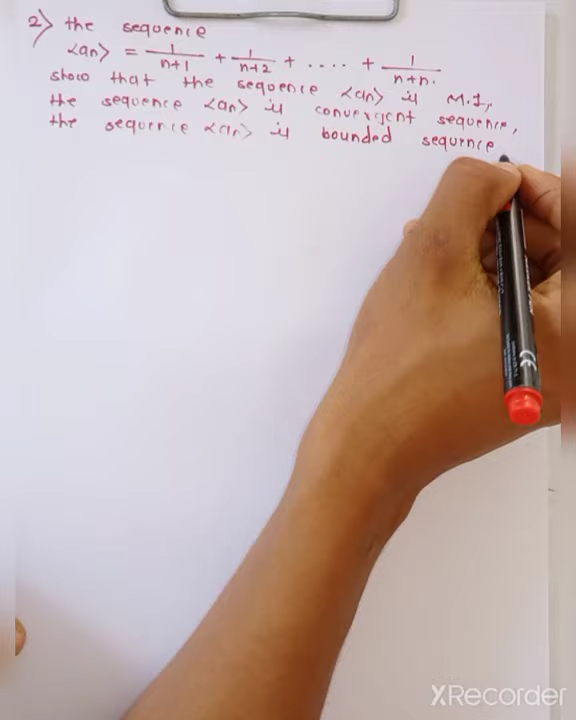 2) the sequence
<an> = 1/n+1 + 1/n+2 + .... + 1/n+n.
show that the sequence <an> is M.I,
the sequence <an> is convergent sequence,
the sequence <an> is bounded sequence
CE
XRecorder